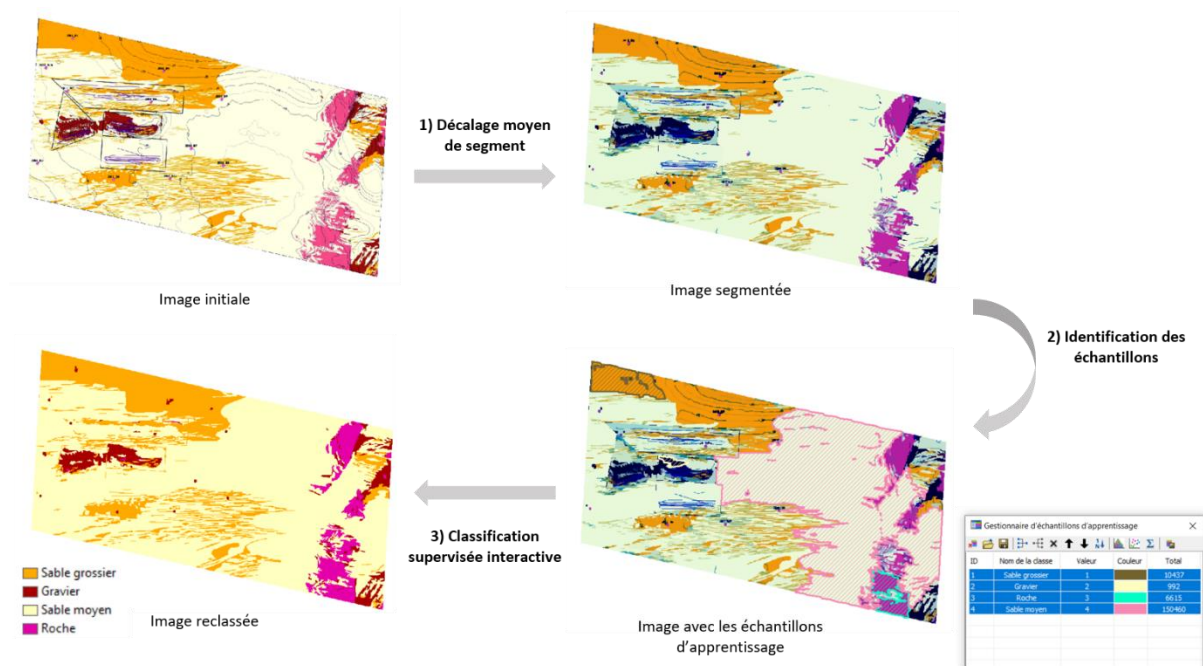 1) Décalage moyen
de segment
Image initiale
Image segmentée
2) Identification des
échantillons
3) Classification
supervisée interactive
Sable grossier
Gravier
Sable moyen
Roche
Image reclassée
Image avec les échantillons
d'apprentissage
Gestionnaire d'échantillons d'apprentissage
ID Nom de la classe Valeur Couleur Total
1 Sable grossier 1 10437
2 Gravier 2 992
3 Roche 3 6615
4 Sable moyen 4 150460